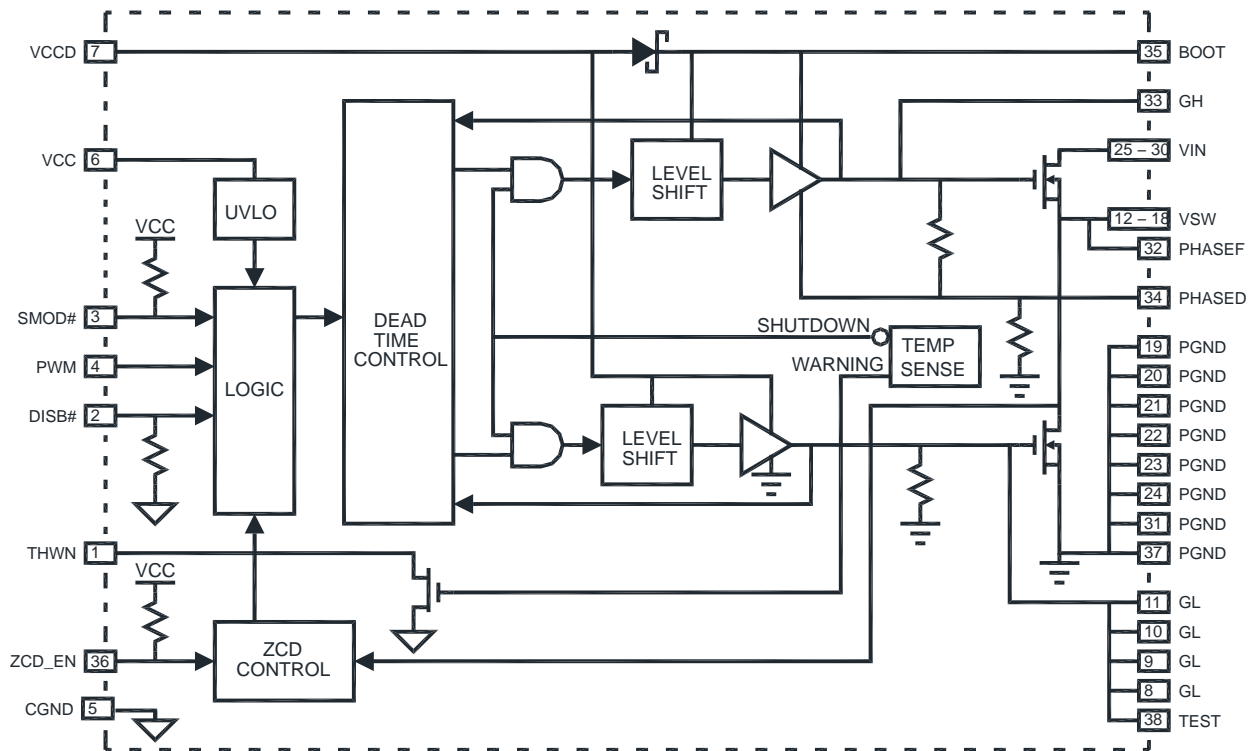 VCCD 7
35 BOOT
33 GH
VCC 6
25 – 30 VIN
LEVEL
SHIFT
UVLO
12 – 18 VSW
VCC
32 PHASEF
34 PHASED
SMOD# 3
DEAD
TIME
CONTROL
SHUTDOWN
TEMP
SENSE
WARNING
19 PGND
PWM 4
20 PGND
LOGIC
21 PGND
DISB# 2
22 PGND
LEVEL
SHIFT
23 PGND
24 PGND
31 PGND
THWN 1
37 PGND
VCC
11 GL
10 GL
ZCD_EN 36
ZCD
CONTROL
9 GL
8 GL
CGND 5
38 TEST